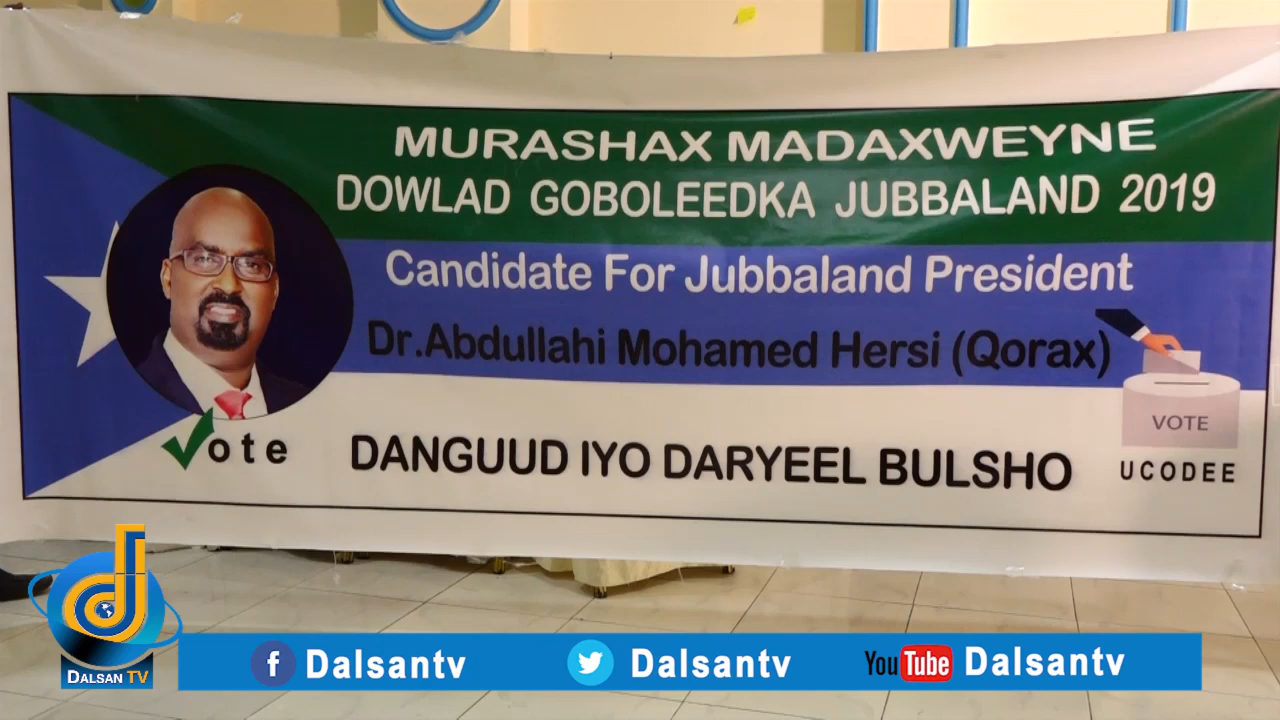 MURASHAX MADAXWEYNE
DOWLAD GOBOLEEDKA JUBBALAND 2019
Candidate For Jubbaland President
Dr.Abdullahi Mohamed Hersi (Qorax)
Vote
DANGUUD IYO DARYEEL BULSHO
VOTE
UCODEE
DALSAN TV
f Dalsantv
Dalsantv
YouTube Dalsantv